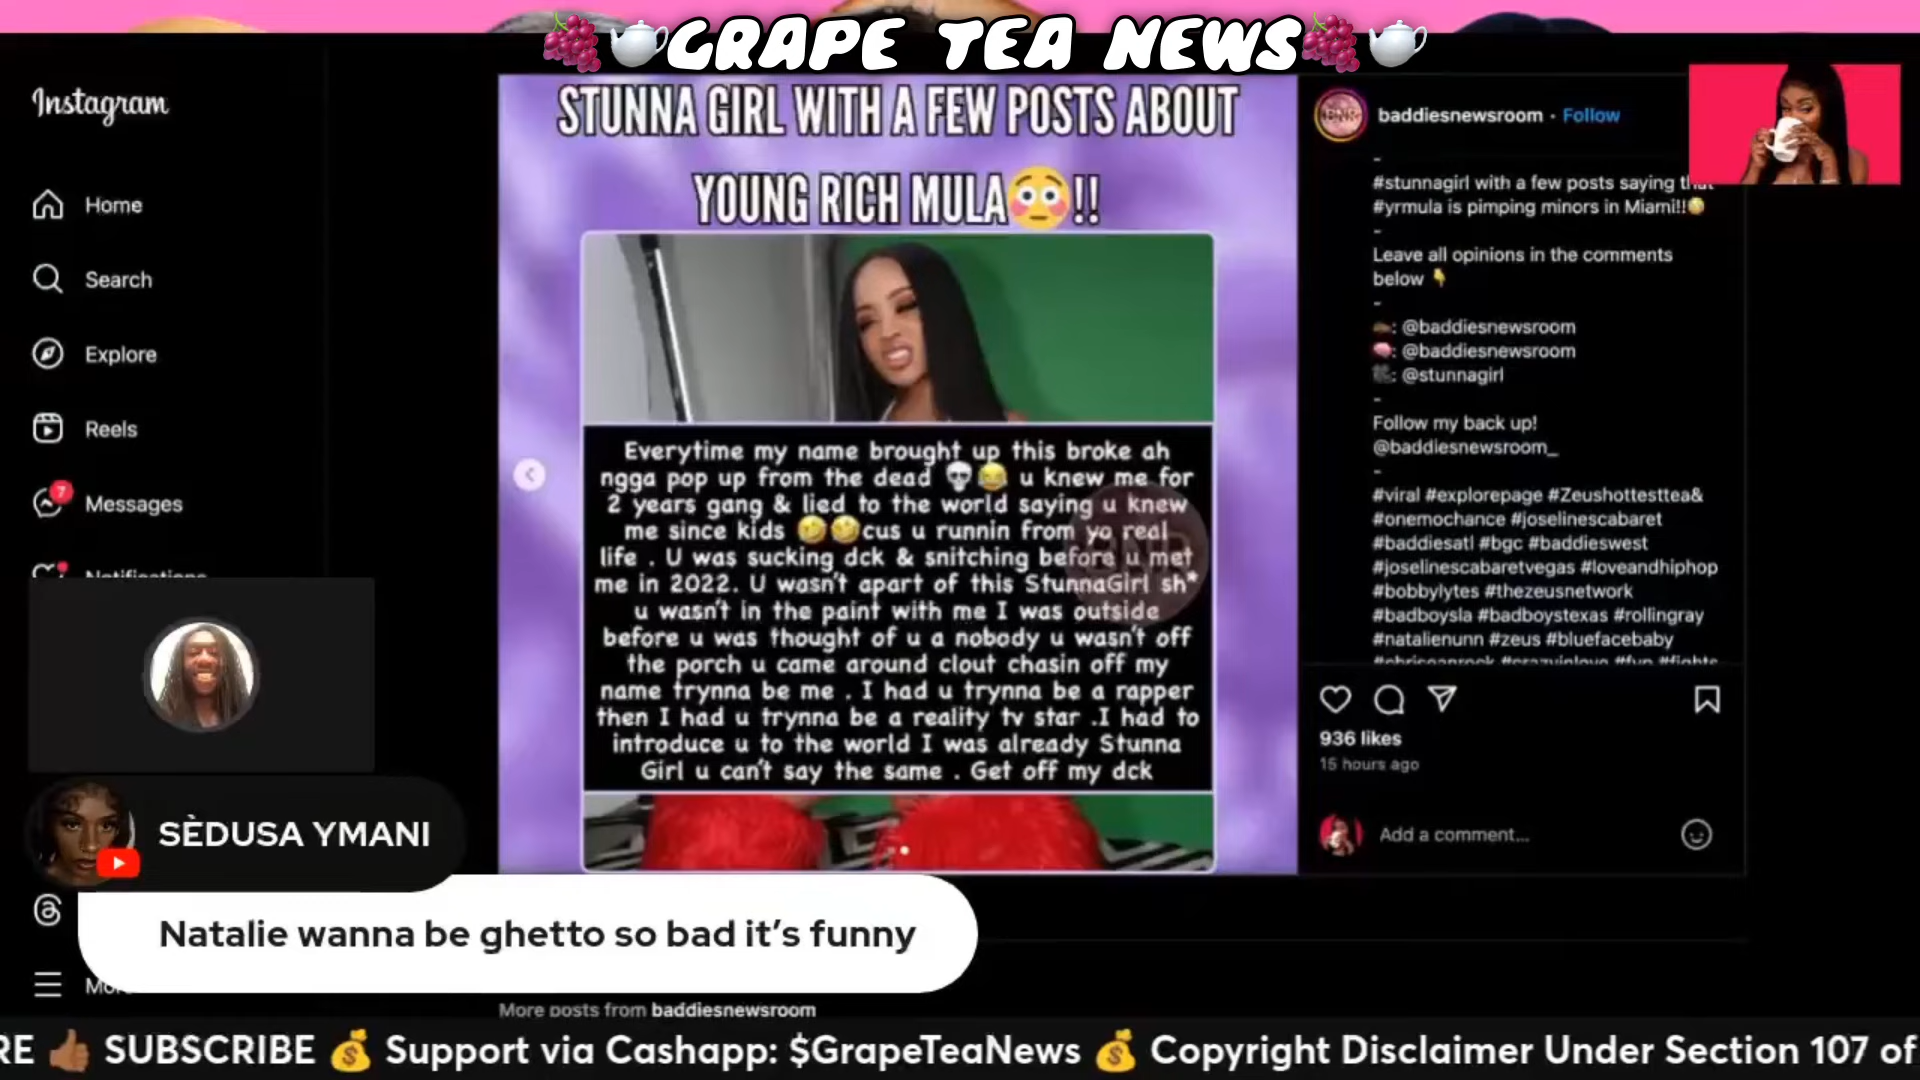 GRAPE TEA NEWS
Instagram
Home
Search
Explore
Reels
7
Messages
Notifications
STUNNA GIRL WITH A FEW POSTS ABOUT
YOUNG RICH MULA😳!!
Everytime my name brought up this broke ah
ngga pop up from the dead 💀😂 u knew me for
2 years gang & lied to the world saying u knew
me since kids 🤣🤣cus u runnin from yo real
life . U was sucking dck & snitching before u met
me in 2022. U wasn't apart of this StunnaGirl sh*
u wasn't in the paint with me I was outside
before u was thought of u a nobody u wasn't off
the porch u came around clout chasin off my
name trynna be me . I had u trynna be a rapper
then I had u trynna be a reality tv star .I had to
introduce u to the world I was already Stunna
Girl u can't say the same . Get off my dck
baddiesnewsroom · Follow
-
#stunnagirl with a few posts saying that
#yrmula is pimping minors in Miami!!😳
-
Leave all opinions in the comments
below 👇
-
: @baddiesnewsroom
🧠: @baddiesnewsroom
: @stunnagirl
-
Follow my back up!
@baddiesnewsroom_
-
#viral #explorepage #Zeushottesttea&
#onemochance #joselinescabaret
#baddiesatl #bgc #baddieswest
#joselinescabaretvegas #loveandhiphop
#bobbylytes #thezeusnetwork
#badboysla #badboystexas #rollingray
#natalienunn #zeus #bluefacebaby
#chriseanrock #crazyinlove #fun #fights
936 likes
15 hours ago
Add a comment...
SÈDUSA YMANI
Natalie wanna be ghetto so bad it's funny
More
More posts from baddiesnewsroom
RE 👍🏾 SUBSCRIBE 💰 Support via Cashapp: $GrapeTeaNews 💰 Copyright Disclaimer Under Section 107 of